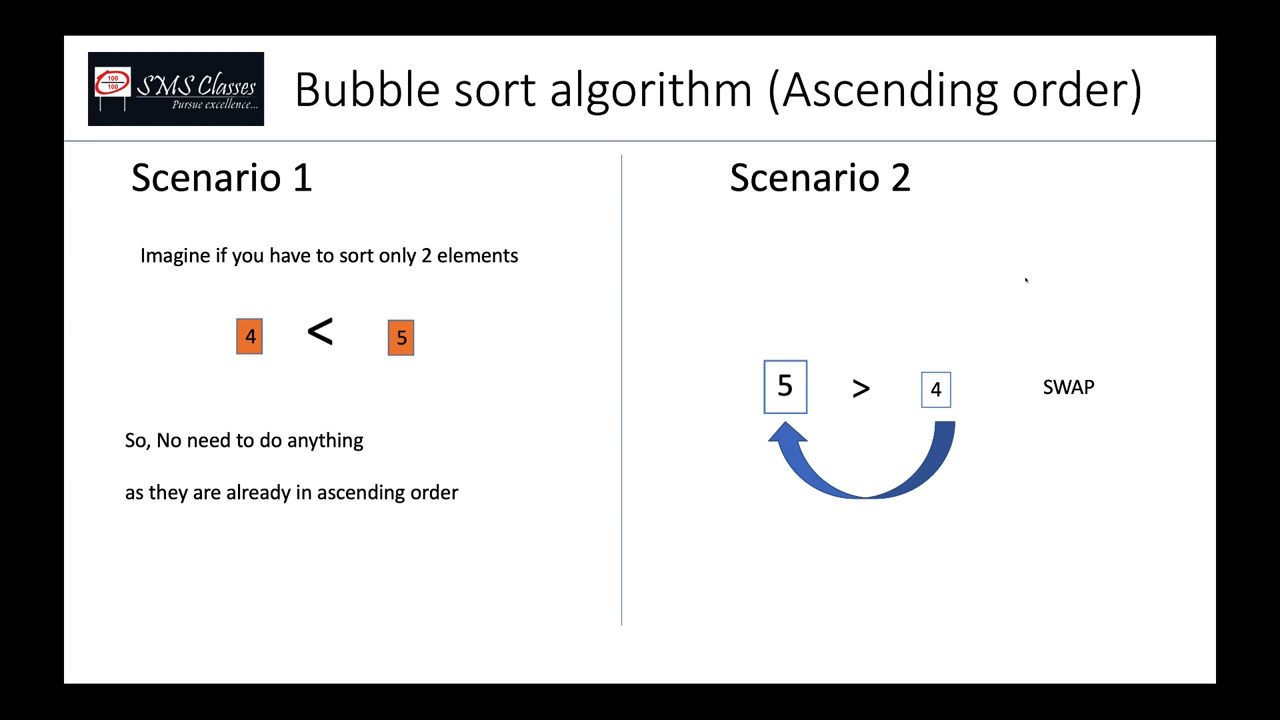 100
100
SMS Classes
Pursue excellence...
Bubble sort algorithm (Ascending order)
Scenario 1
Imagine if you have to sort only 2 elements
4 < 5
So, No need to do anything
as they are already in ascending order
Scenario 2
5 > 4 SWAP